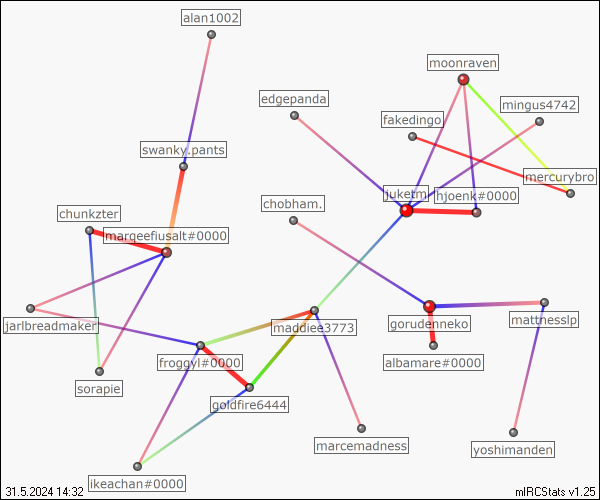 alan1002
moonraven
edgepanda
mingus4742
fakedingo
swanky.pants
mercurybro
juketm
hjoenk#0000
chobham.
chunkzter
margeefiusalt#0000
jarlbreadmaker
maddiee3773
gorudenneko
mattnesslp
froggyl#0000
albamare#0000
sorapie
goldfire6444
marcemadness
yoshimanden
ikeachan#0000
31.5.2024 14:32
mIRCStats v1.25